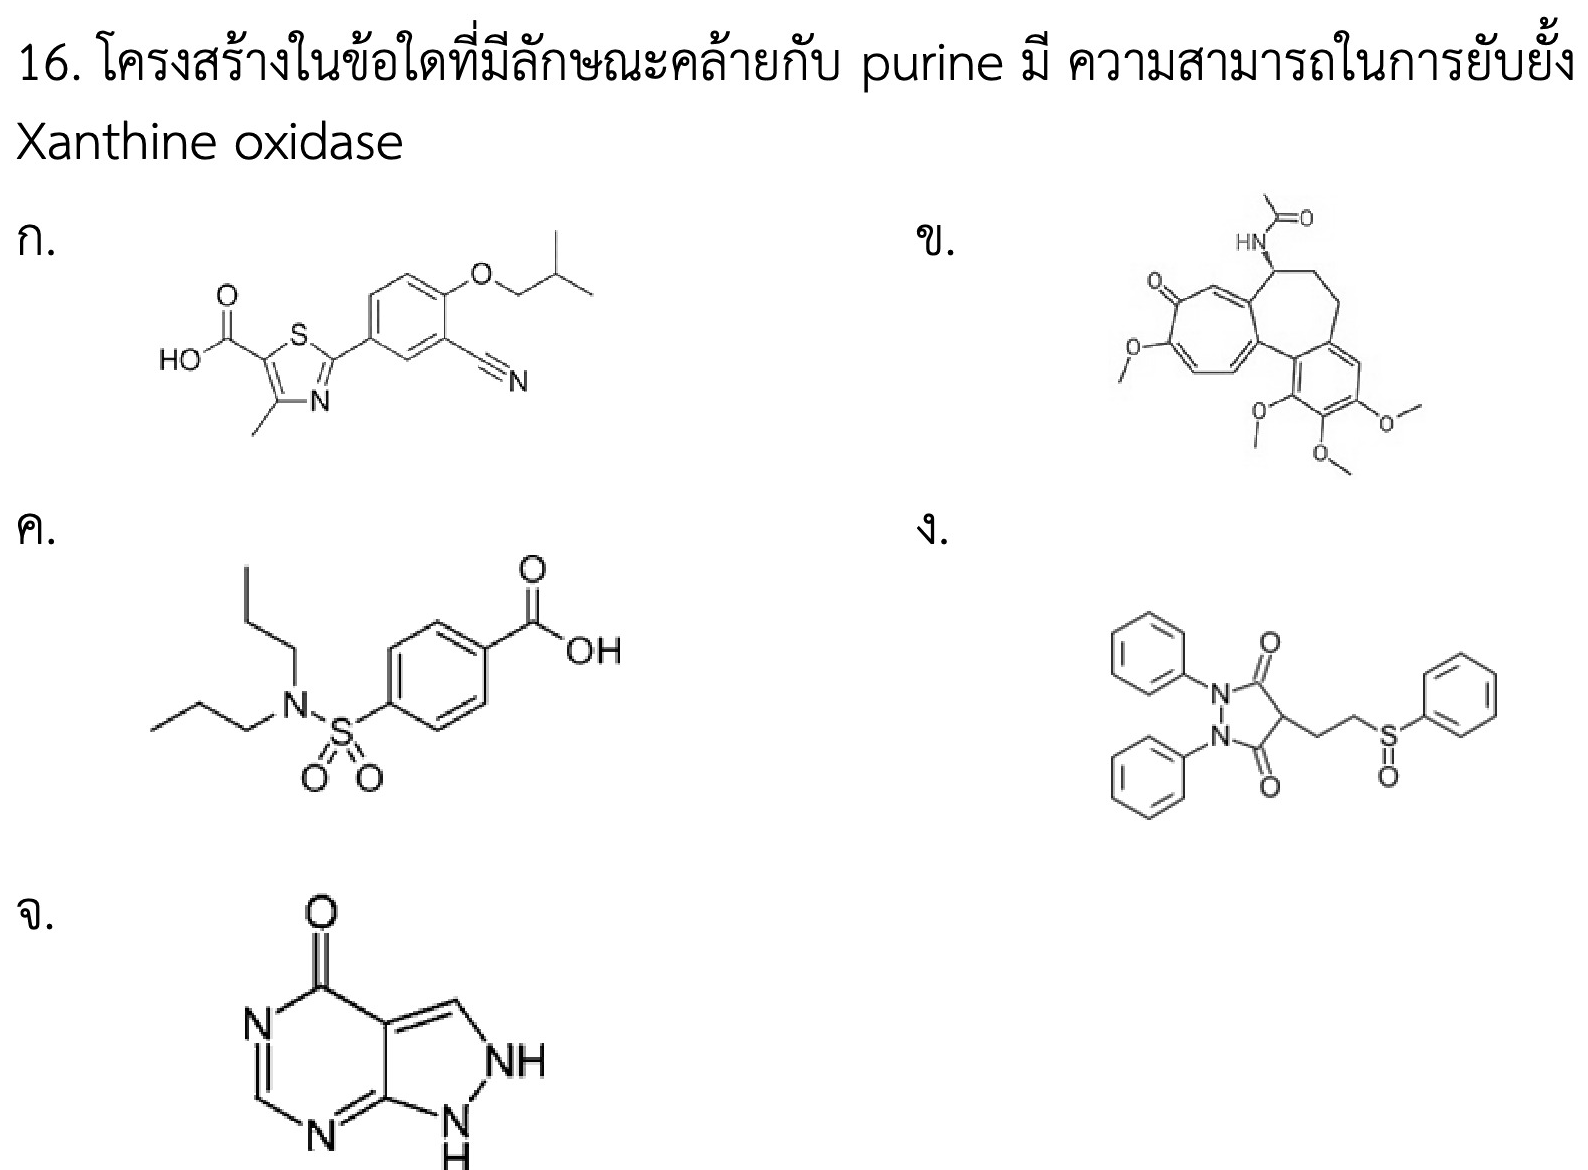 16. โครงสร้างในข้อใดที่มีลักษณะคล้ายกับ purine มี ความสามารถในการยับยั้ง
Xanthine oxidase
ก.
O
HO
S
N
O
N
ข.
O
HN
O
O
O
O
O
ค.
O
OH
N
S
O O
ง.
O
N
N
O
S
O
จ.
O
N
NH
N
N
H